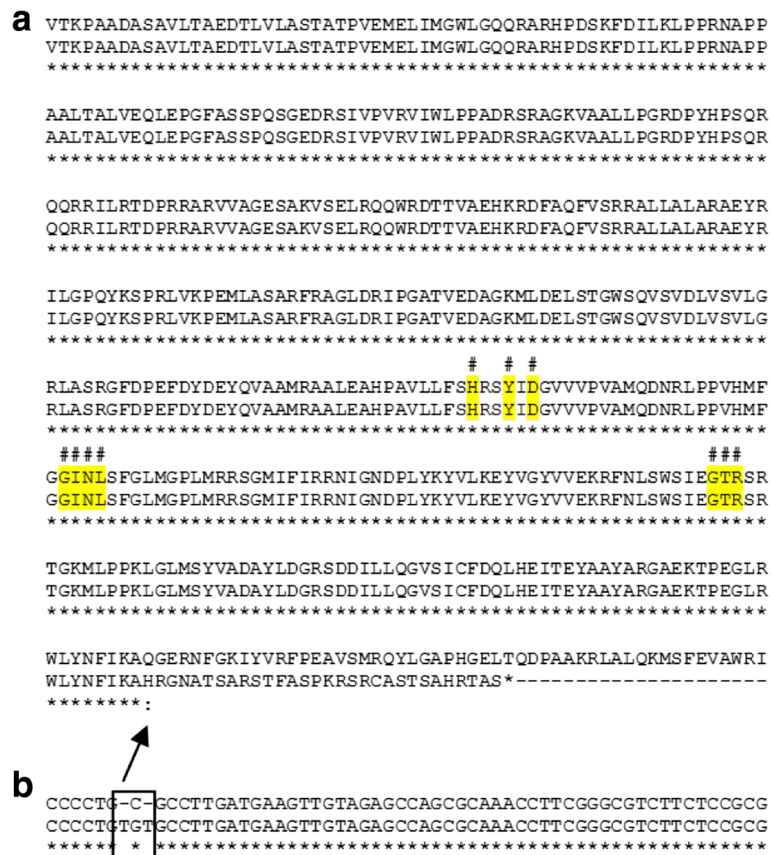 a
VTKPAADASAVLTAEDTLVLASTATPVEMELIMGWLGQQRARHPDSKFDILKLPPRNAPP
VTKPAADASAVLTAEDTLVLASTATPVEMELIMGWLGQQRARHPDSKFDILKLPPRNAPP
************************************************************
AALTALVEQLEPGFASSPQSGEDRSIVPVRVIWLPPADRSRAGKVAALLPGRDPYHPSQR
AALTALVEQLEPGFASSPQSGEDRSIVPVRVIWLPPADRSRAGKVAALLPGRDPYHPSQR
************************************************************
QQRRILRTDPRRARVVAGESAKVSELRQQWRDTTVAEHKRDFAQFVSRRALLALARAEYR
QQRRILRTDPRRARVVAGESAKVSELRQQWRDTTVAEHKRDFAQFVSRRALLALARAEYR
************************************************************
ILGPQYKSPRLVKPEMLASARFRAGLDRIPGATVEDAGKMLDELSTGWSQVSVDLVSVLG
ILGPQYKSPRLVKPEMLASARFRAGLDRIPGATVEDAGKMLDELSTGWSQVSVDLVSVLG
************************************************************
# # #
RLASRGFDPEFDYDEYQVAAMRAALEAHPAVLLFSHRSYIDGVVVPVAMQDNRLPPVHMF
RLASRGFDPEFDYDEYQVAAMRAALEAHPAVLLFSHRSYIDGVVVPVAMQDNRLPPVHMF
************************************************************
#### ###
GGINLSFGLMGPLMRRSGMIFIRRNIGNDPLYKYVLKEYVGYVVEKRFNLSWSIEGTRSR
GGINLSFGLMGPLMRRSGMIFIRRNIGNDPLYKYVLKEYVGYVVEKRFNLSWSIEGTRSR
************************************************************
TGKMLPPKLGLMSYVADAYLDGRSDDILLQGVSICFDQLHEITEYAAYARGAEKTPEGLR
TGKMLPPKLGLMSYVADAYLDGRSDDILLQGVSICFDQLHEITEYAAYARGAEKTPEGLR
************************************************************
WLYNFIKAQGERNFGKIYVRFPEAVSMRQYLGAPHGELTQDPAAKRLALQKMSFEVAWRI
WLYNFIKAHRGNATSARSTFASPKRSRCASTSAHRTAS*---------------------
********:
b
CCCCTG-C-GCCTTGATGAAGTTGTAGAGCCAGCGCAAACCTTCGGGCGTCTTCTCCGCG
CCCCTGTGTGCCTTGATGAAGTTGTAGAGCCAGCGCAAACCTTCGGGCGTCTTCTCCGCG
****** * ***************************************************